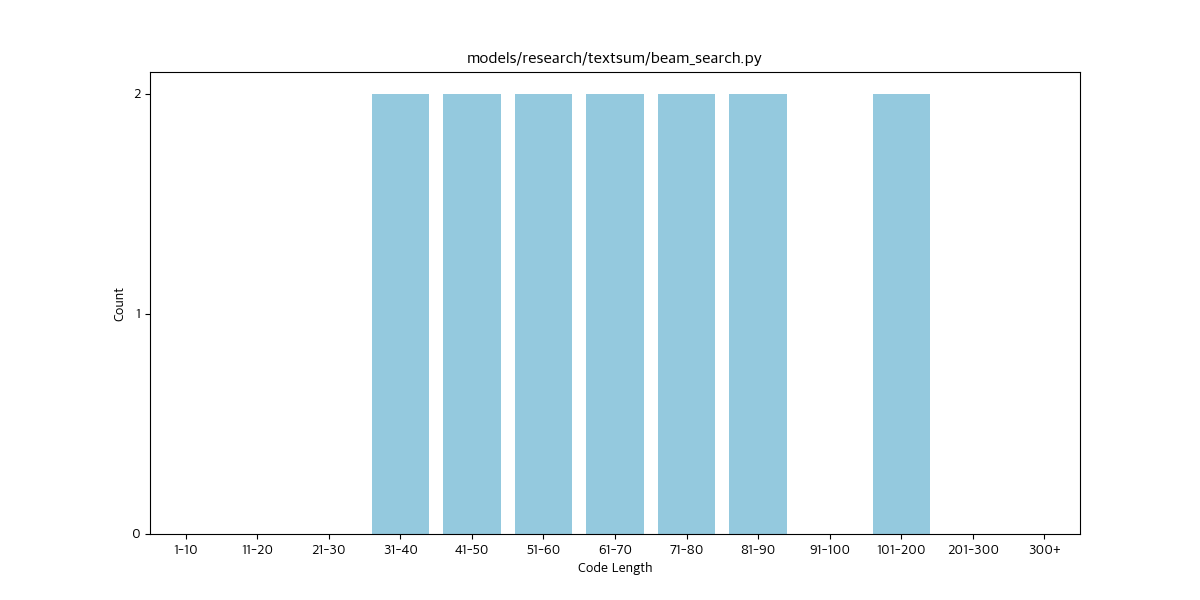 models/research/textsum/beam_search.py
2
1
0
Count
1-10 11-20 21-30 31-40 41-50 51-60 61-70 71-80 81-90 91-100 101-200 201-300 300+
Code Length